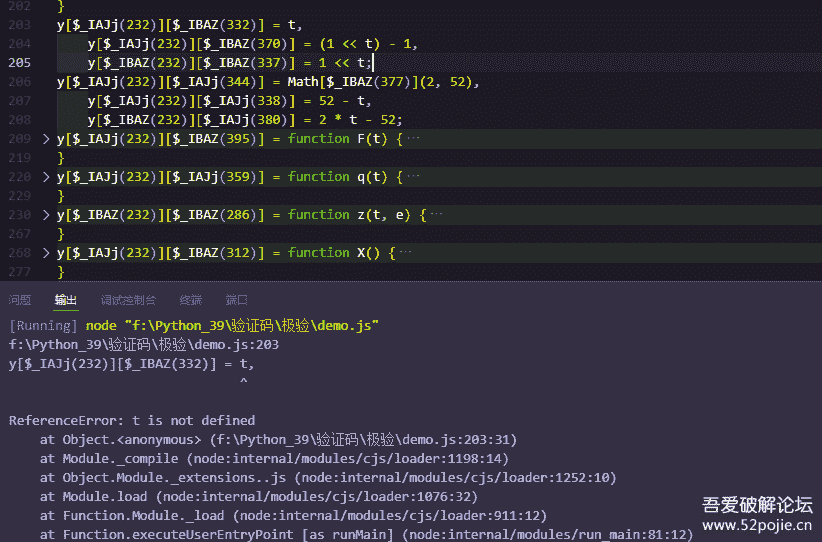 202 }
203 y[$_IAJj(232)][$_IBAZ(332)] = t,
204 y[$_IAJj(232)][$_IBAZ(370)] = (1 << t) - 1,
205 y[$_IBAZ(232)][$_IBAZ(337)] = 1 << t;
206 y[$_IAJj(232)][$_IAJj(344)] = Math[$_IBAZ(377)](2, 52),
207 y[$_IAJj(232)][$_IAJj(338)] = 52 - t,
208 y[$_IBAZ(232)][$_IAJj(380)] = 2 * t - 52;
209 > y[$_IAJj(232)][$_IBAZ(395)] = function F(t) { ···
219 }
220 > y[$_IAJj(232)][$_IAJj(359)] = function q(t) { ···
229 }
230 > y[$_IBAZ(232)][$_IBAZ(286)] = function z(t, e) { ···
267 }
268 > y[$_IAJj(232)][$_IBAZ(312)] = function X() { ···
277 }
问题 输出 调试控制台 终端 端口
[Running] node "f:\Python_39\验证码\极验\demo.js"
f:\Python_39\验证码\极验\demo.js:203
y[$_IAJj(232)][$_IBAZ(332)] = t,
^
ReferenceError: t is not defined
at Object.<anonymous> (f:\Python_39\验证码\极验\demo.js:203:31)
at Module._compile (node:internal/modules/cjs/loader:1198:14)
at Object.Module._extensions..js (node:internal/modules/cjs/loader:1252:10)
at Module.load (node:internal/modules/cjs/loader:1076:32)
at Function.Module._load (node:internal/modules/cjs/loader:911:12)
at Function.executeUserEntryPoint [as runMain] (node:internal/modules/run_main:81:12)
吾爱破解论坛
www.52pojie.cn